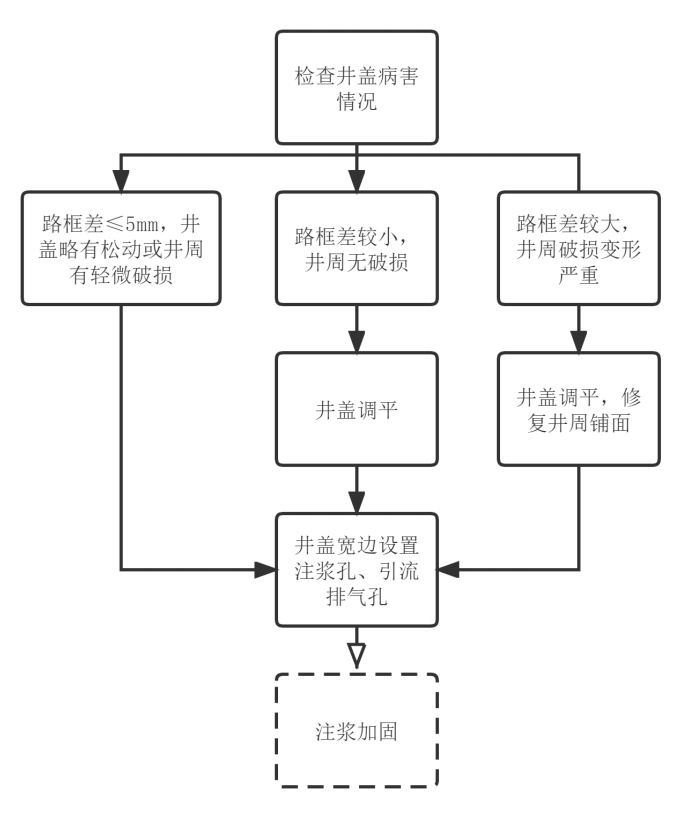 检查井盖病害
情况
路框差≤5mm，井
盖略有松动或井周
有轻微破损
路框差较小，
井周无破损
路框差较大，
井周破损变形
严重
井盖调平
井盖调平，修
复井周铺面
井盖宽边设置
注浆孔、引流
排气孔
注浆加固